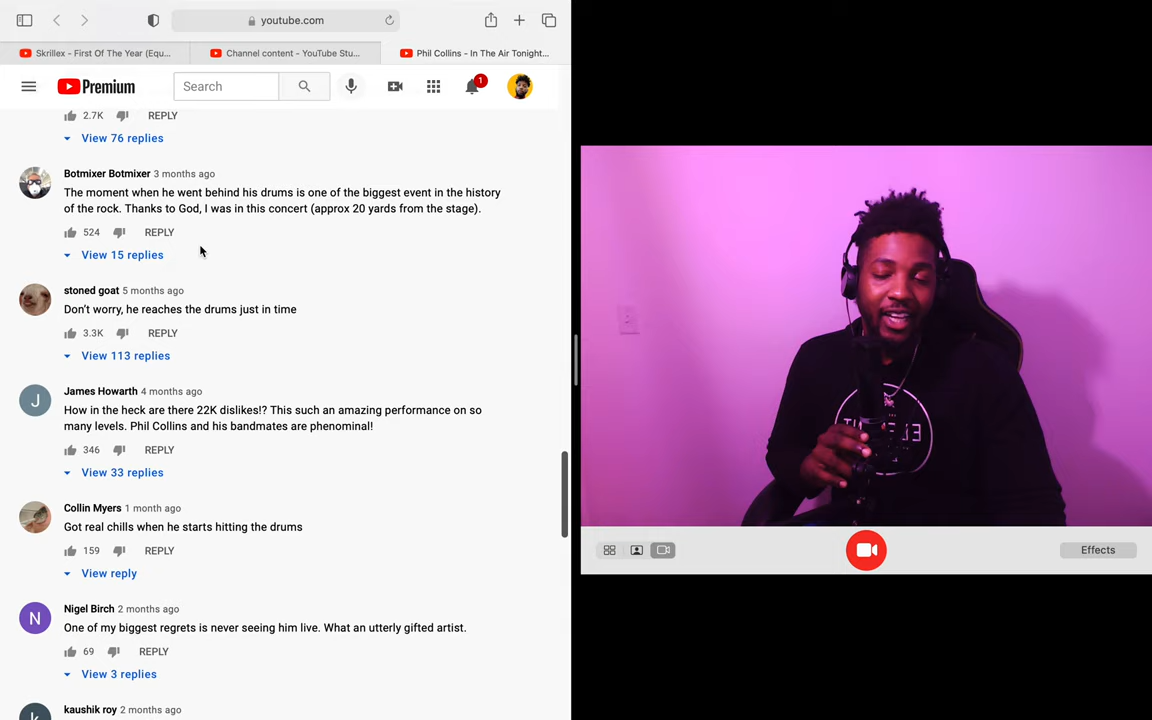 youtube.com
Skrillex - First Of The Year (Equ...
Channel content - YouTube Stu...
Phil Collins - In The Air Tonight...
Premium
Search
1
2.7K REPLY
View 76 replies
Botmixer Botmixer 3 months ago
The moment when he went behind his drums is one of the biggest event in the history
of the rock. Thanks to God, I was in this concert (approx 20 yards from the stage).
524 REPLY
View 15 replies
stoned goat 5 months ago
Don't worry, he reaches the drums just in time
3.3K REPLY
View 113 replies
J
James Howarth 4 months ago
How in the heck are there 22K dislikes!? This such an amazing performance on so
many levels. Phil Collins and his bandmates are phenominal!
346 REPLY
View 33 replies
Collin Myers 1 month ago
Got real chills when he starts hitting the drums
159 REPLY
View reply
N
Nigel Birch 2 months ago
One of my biggest regrets is never seeing him live. What an utterly gifted artist.
69 REPLY
View 3 replies
k
kaushik roy 2 months ago
Effects